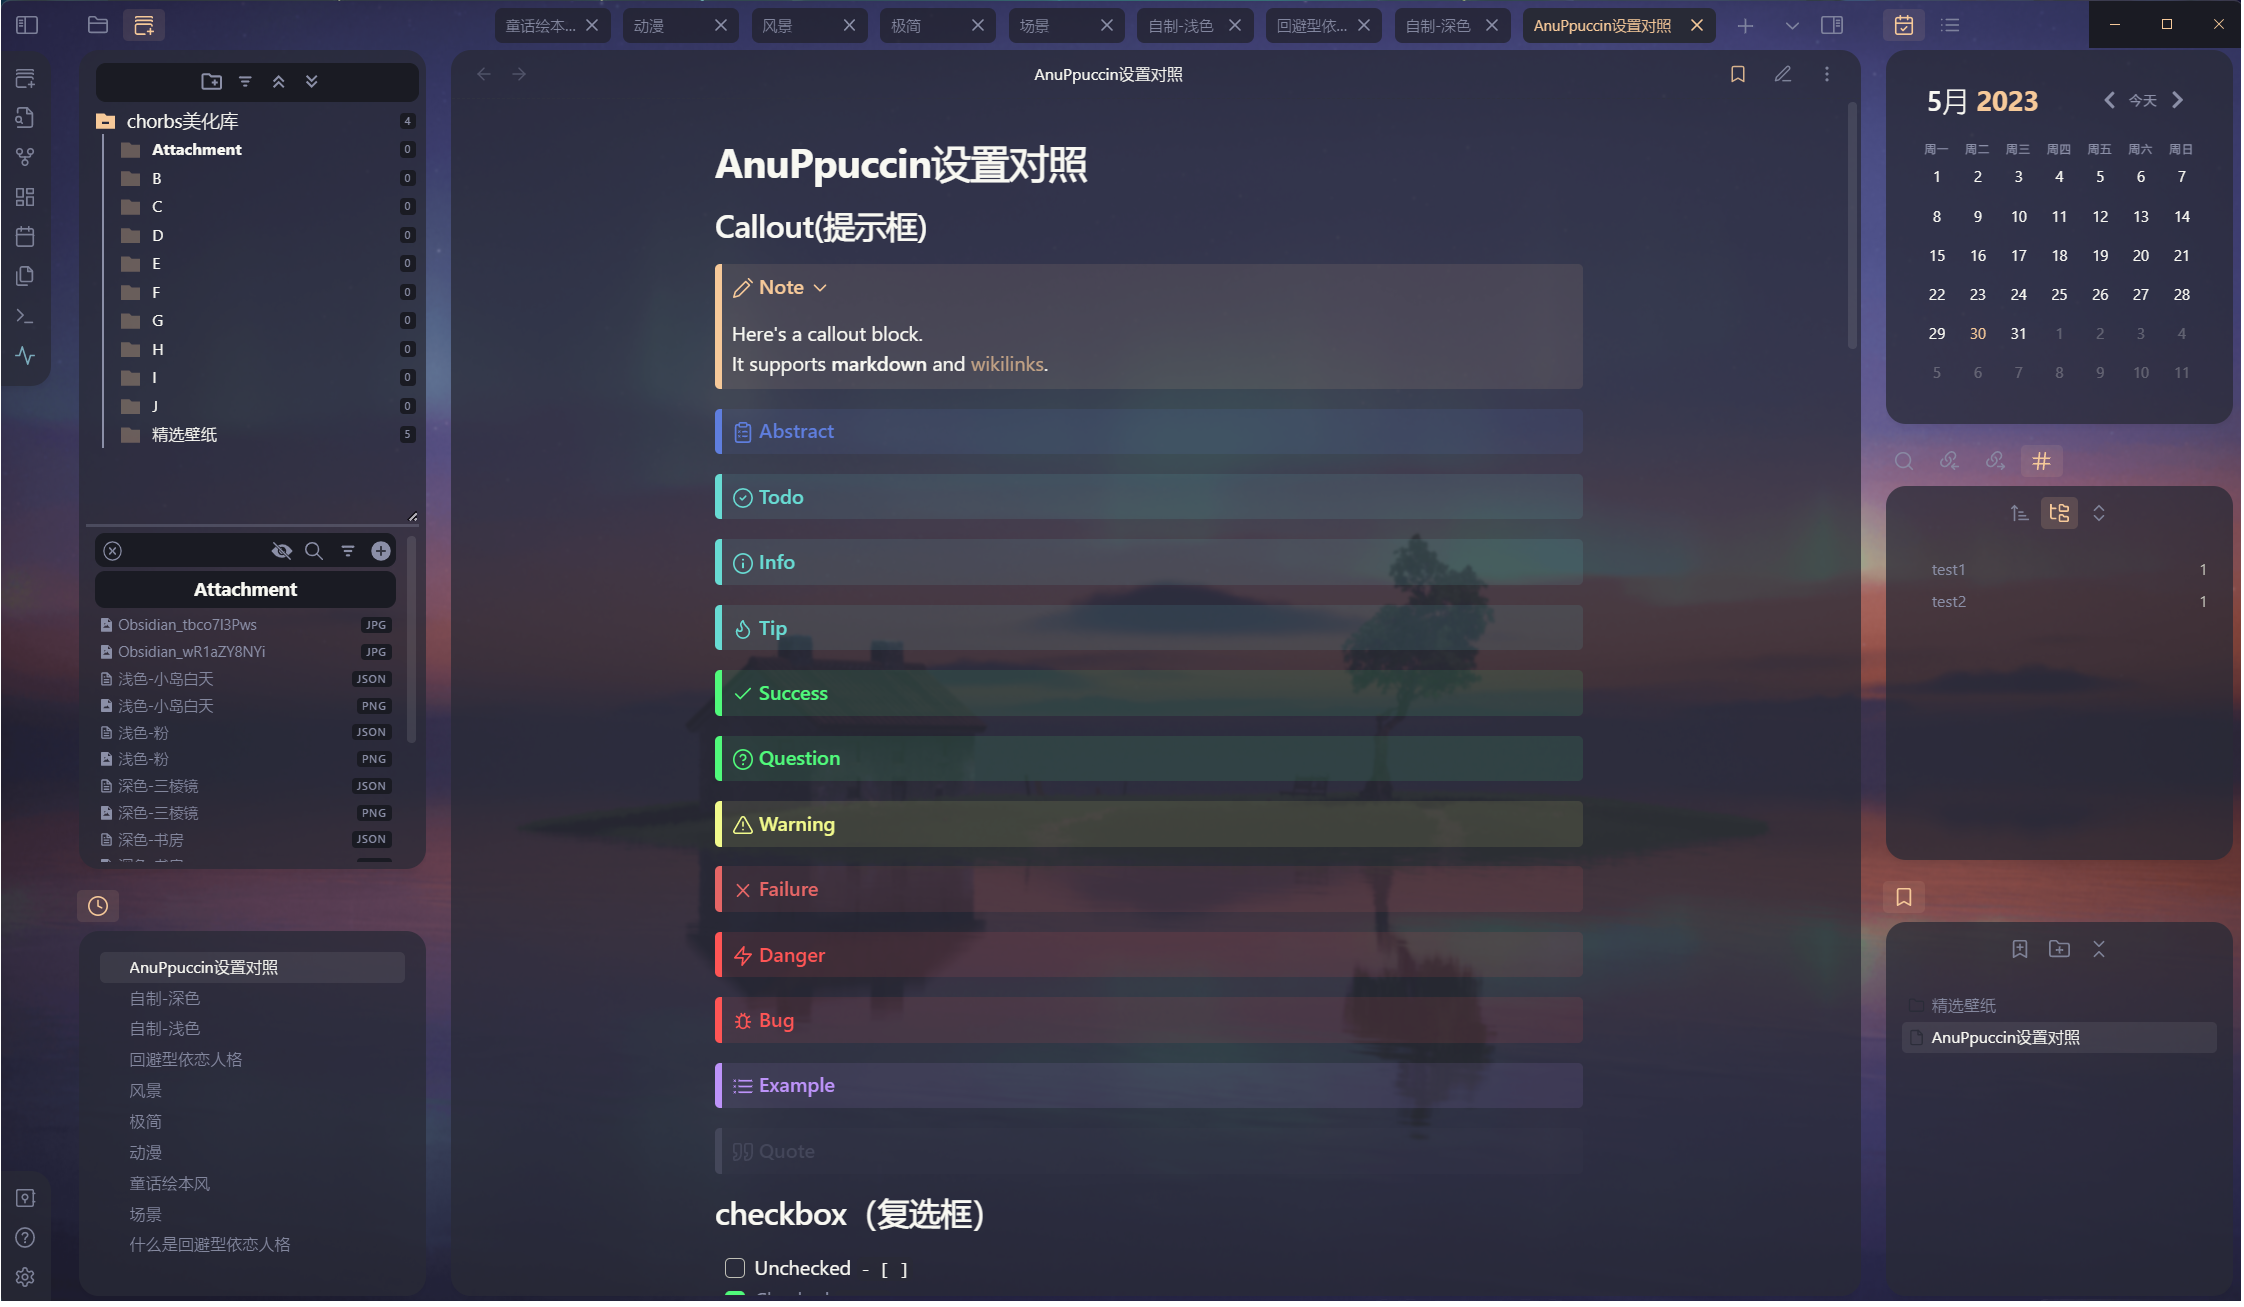 童话绘本...
动漫
风景
极简
场景
自制-浅色
回避型依...
自制-深色
AnuPpuccin设置对照
chorbs美化库 4
Attachment 0
B 0
C 0
D 0
E 0
F 0
G 0
H 0
I 0
J 0
精选壁纸 5
Attachment
Obsidian_tbco7I3Pws JPG
Obsidian_wR1aZY8NYi JPG
浅色-小岛白天 JSON
浅色-小岛白天 PNG
浅色-粉 JSON
浅色-粉 PNG
深色-三棱镜 JSON
深色-三棱镜 PNG
深色-书房 JSON
AnuPpuccin设置对照
自制-深色
自制-浅色
回避型依恋人格
风景
极简
动漫
童话绘本风
场景
什么是回避型依恋人格
AnuPpuccin设置对照
AnuPpuccin设置对照
Callout(提示框)
Note
Here's a callout block.
It supports markdown and wikilinks.
Abstract
Todo
Info
Tip
Success
Question
Warning
Failure
Danger
Bug
Example
Quote
checkbox（复选框）
Unchecked - [ ]
5月 2023 今天
周一 周二 周三 周四 周五 周六 周日
1 2 3 4 5 6 7
8 9 10 11 12 13 14
15 16 17 18 19 20 21
22 23 24 25 26 27 28
29 30 31 1 2 3 4
5 6 7 8 9 10 11
test1 1
test2 1
精选壁纸
AnuPpuccin设置对照